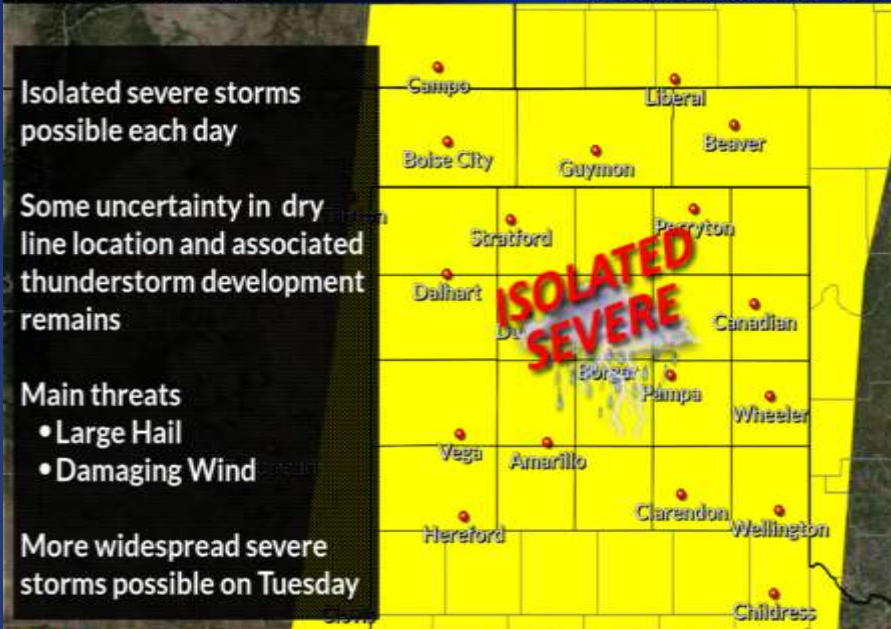 Isolated severe storms
possible each day
Some uncertainty in dry
line location and associated
thunderstorm development
remains
Main threats
•Large Hail
•Damaging Wind
More widespread severe
storms possible on Tuesday
Campo
Liberal
Boise City
Guymon
Beaver
Stratford
Perryton
Dalhart
ISOLATED
SEVERE
Canadian
Borger
Pampa
Wheeler
Vega
Amarillo
Clarendon
Hereford
Wellington
Clovis
Childress